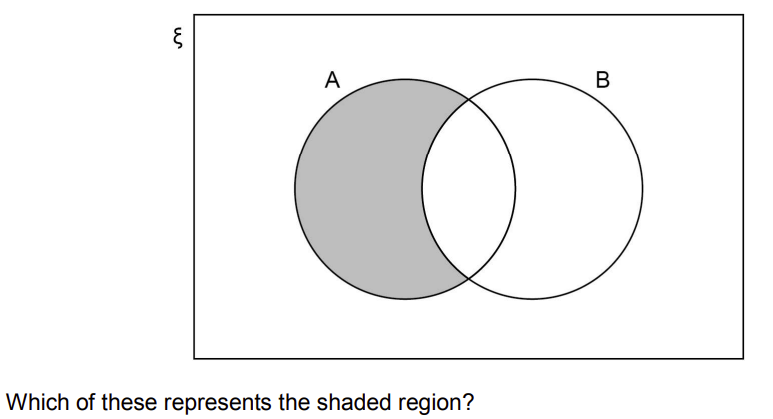 ξ
A
B
Which of these represents the shaded region?